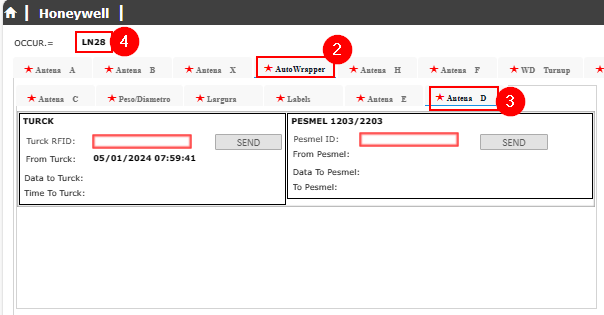 Honeywell
OCCUR.= LN28 4
2
Antena A Antena B Antena X AutoWrapper Antena H Antena F WD Turnup
Antena C Peso/Diametro Largura Labels Antena E Antena D
3
TURCK
Turck RFID: SEND
From Turck: 05/01/2024 07:59:41
Data to Turck:
Time To Turck:
PESMEL 1203/2203
Pesmel ID: SEND
From Pesmel:
Data To Pesmel:
To Pesmel: